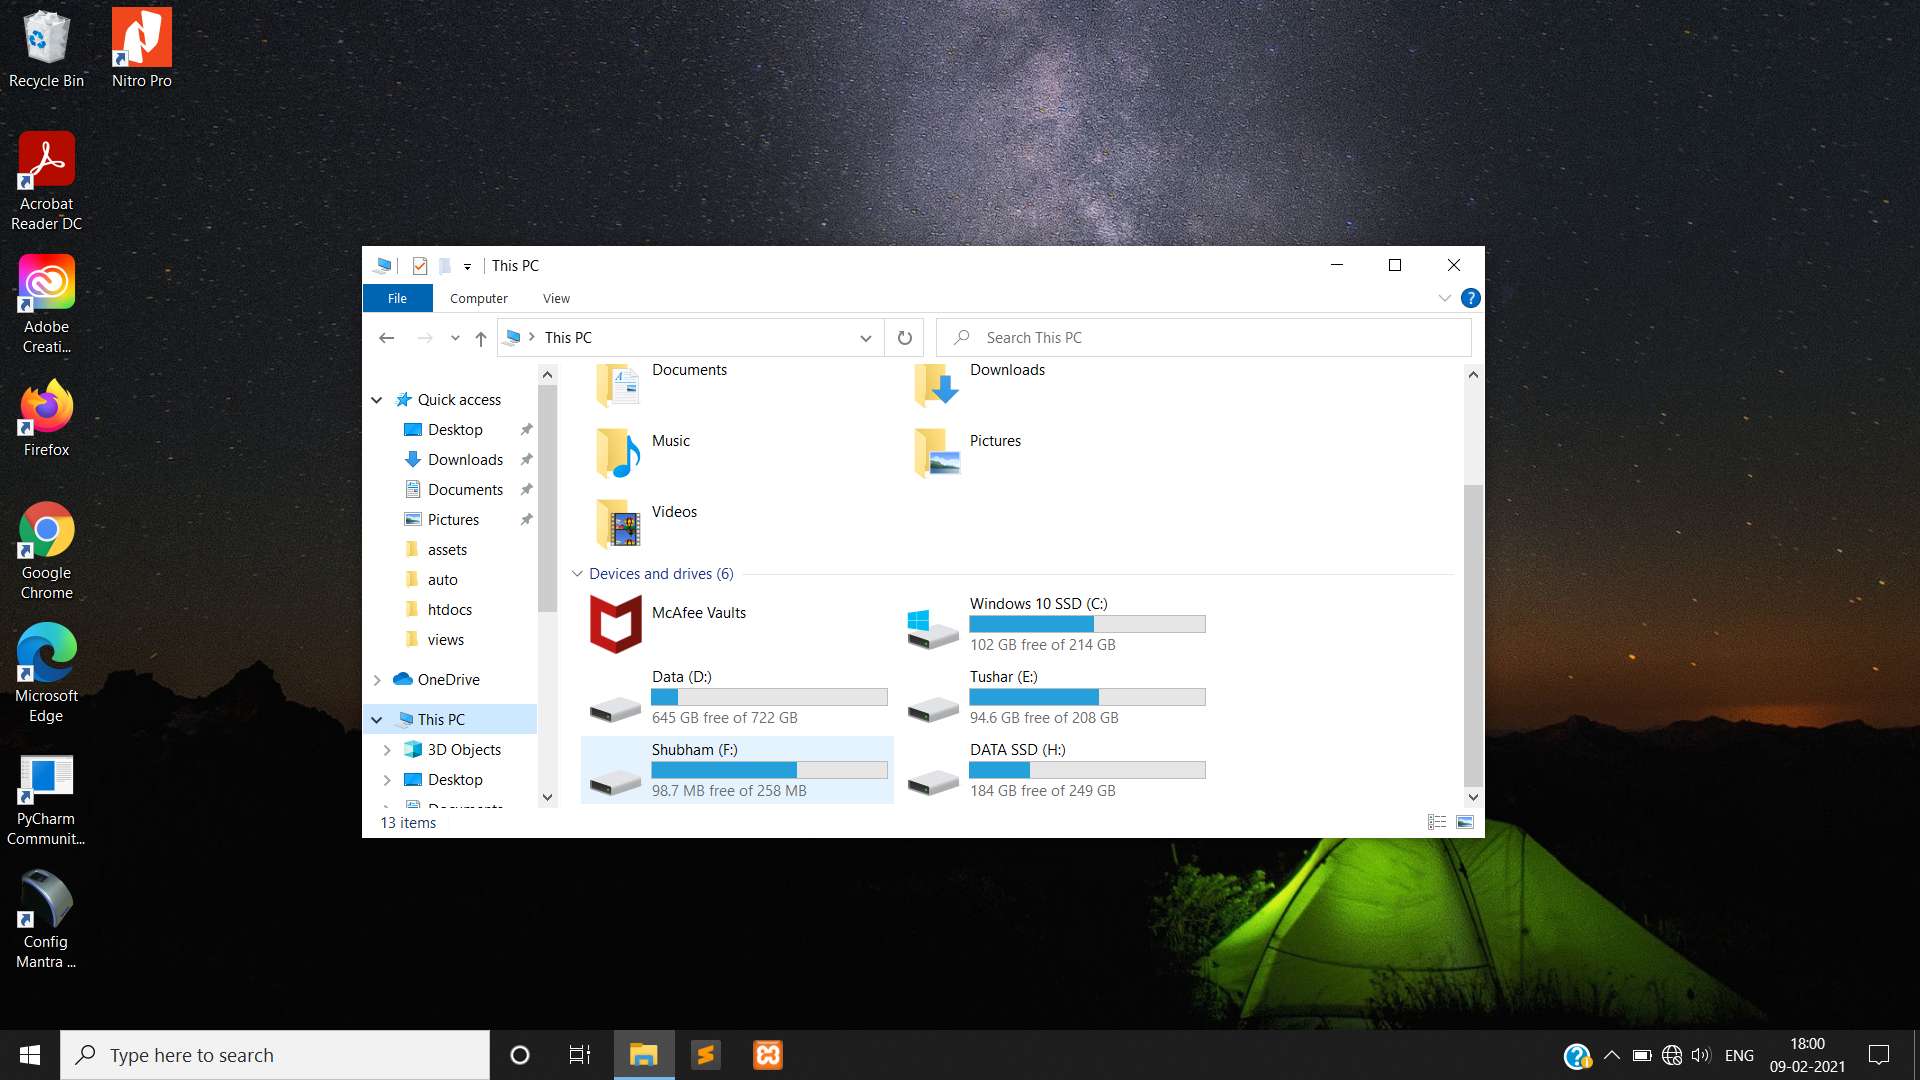 Recycle Bin
Nitro Pro
Acrobat
Reader DC
Adobe
Creati...
Firefox
Google
Chrome
Microsoft
Edge
PyCharm
Communit...
Config
Mantra ...
This PC
File
Computer
View
?
This PC
Search This PC
Quick access
Desktop
Downloads
Documents
Pictures
assets
auto
htdocs
views
OneDrive
This PC
3D Objects
Desktop
Documents
Documents
Downloads
Music
Pictures
Videos
Devices and drives (6)
McAfee Vaults
Windows 10 SSD (C:)
102 GB free of 214 GB
Data (D:)
645 GB free of 722 GB
Tushar (E:)
94.6 GB free of 208 GB
Shubham (F:)
98.7 MB free of 258 MB
DATA SSD (H:)
184 GB free of 249 GB
13 items
Type here to search
ENG
18:00
09-02-2021